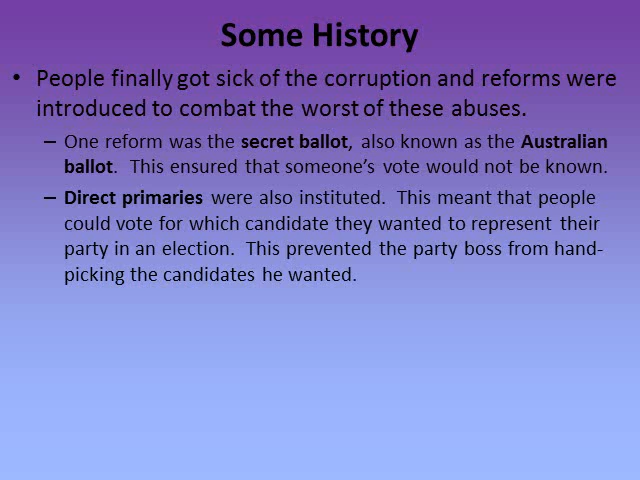 Some History
• People finally got sick of the corruption and reforms were
introduced to combat the worst of these abuses.
– One reform was the secret ballot, also known as the Australian
ballot.  This ensured that someone’s vote would not be known.
– Direct primaries were also instituted.  This meant that people
could vote for which candidate they wanted to represent their
party in an election.  This prevented the party boss from hand-
picking the candidates he wanted.